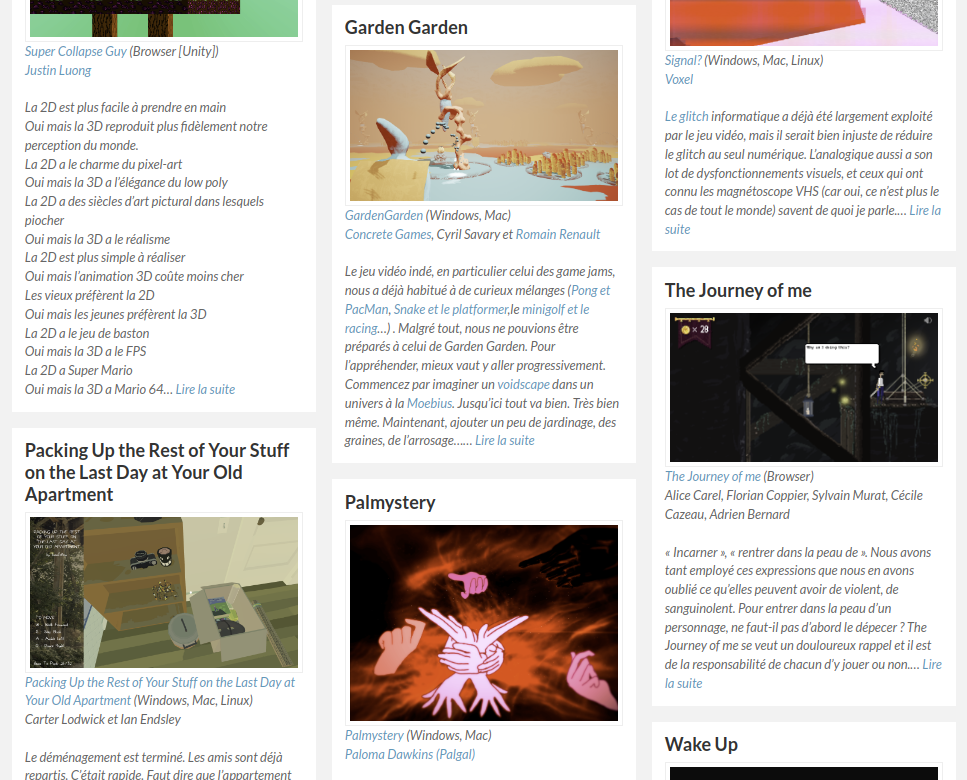 Super Collapse Guy (Browser [Unity])
Justin Luong
La 2D est plus facile à prendre en main
Oui mais la 3D reproduit plus fidèlement notre
perception du monde.
La 2D a le charme du pixel-art
Oui mais la 3D a l'élégance du low poly
La 2D a des siècles d'art pictural dans lesquels
piocher
Oui mais la 3D a le réalisme
La 2D est plus simple à réaliser
Oui mais l'animation 3D coûte moins cher
Les vieux préfèrent la 2D
Oui mais les jeunes préfèrent la 3D
La 2D a le jeu de baston
Oui mais la 3D a le FPS
La 2D a Super Mario
Oui mais la 3D a Mario 64… Lire la suite
Packing Up the Rest of Your Stuff
on the Last Day at Your Old
Apartment
PACKING UP THE REST
OF YOUR STUFF ON
THE LAST DAY AT
YOUR OLD APARTMENT
Packing Up the Rest of Your Stuff on the Last Day at
Your Old Apartment (Windows, Mac, Linux)
Carter Lodwick et Ian Endsley
Le déménagement est terminé. Les amis sont déjà
repartis. C'était rapide. Faut dire que l'appartement
Garden Garden
GardenGarden (Windows, Mac)
Concrete Games, Cyril Savary et Romain Renault
Le jeu vidéo indé, en particulier celui des game jams,
nous a déjà habitué à de curieux mélanges (Pong et
PacMan, Snake et le platformer,le minigolf et le
racing…) . Malgré tout, nous ne pouvions être
préparés à celui de Garden Garden. Pour
l'appréhender, mieux vaut y aller progressivement.
Commencez par imaginer un voidscape dans un
univers à la Moebius. Jusqu'ici tout va bien. Très bien
même. Maintenant, ajouter un peu de jardinage, des
graines, de l'arrosage…… Lire la suite
Palmystery
Palmystery (Windows, Mac)
Paloma Dawkins (Palgal)
Signal? (Windows, Mac, Linux)
Voxel
Le glitch informatique a déjà été largement exploité
par le jeu vidéo, mais il serait bien injuste de réduire
le glitch au seul numérique. L'analogique aussi a son
lot de dysfonctionnements visuels, et ceux qui ont
connu les magnétoscope VHS (car oui, ce n'est plus le
cas de tout le monde) savent de quoi je parle.… Lire la
suite
The Journey of me
× 28
Why am I doing this?
The Journey of me (Browser)
Alice Carel, Florian Coppier, Sylvain Murat, Cécile
Cazeau, Adrien Bernard
« Incarner », « rentrer dans la peau de ». Nous avons
tant employé ces expressions que nous en avons
oublié ce qu'elles peuvent avoir de violent, de
sanguinolent. Pour entrer dans la peau d'un
personnage, ne faut-il pas d'abord le dépecer ? The
Journey of me se veut un douloureux rappel et il est
de la responsabilité de chacun d'y jouer ou non.… Lire
la suite
Wake Up